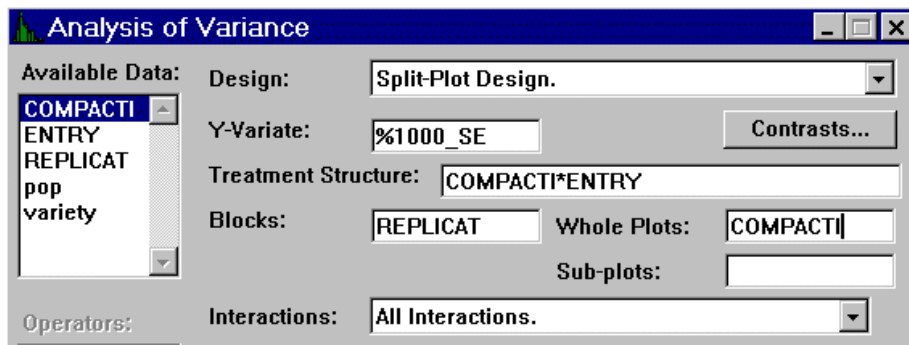 Analysis of Variance
Available Data:
COMPACTI
ENTRY
REPLICAT
pop
variety
Operators:
Design: Split-Plot Design.
Y-Variate: %1000_SE Contrasts...
Treatment Structure: COMPACTI*ENTRY
Blocks: REPLICAT Whole Plots: COMPACTI
Sub-plots:
Interactions: All Interactions.